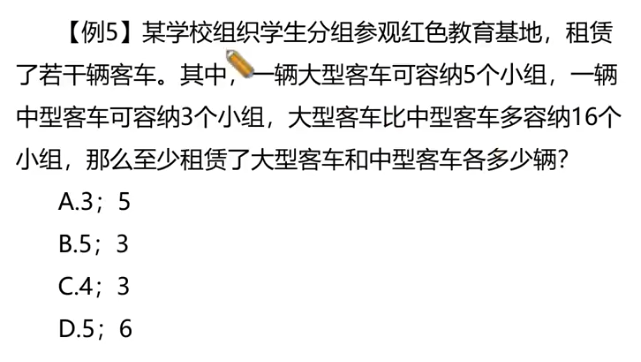 【例5】某学校组织学生分组参观红色教育基地，租赁
了若干辆客车。其中，一辆大型客车可容纳5个小组，一辆
中型客车可容纳3个小组，大型客车比中型客车多容纳16个
小组，那么至少租赁了大型客车和中型客车各多少辆？
A.3；5
B.5；3
C.4；3
D.5；6